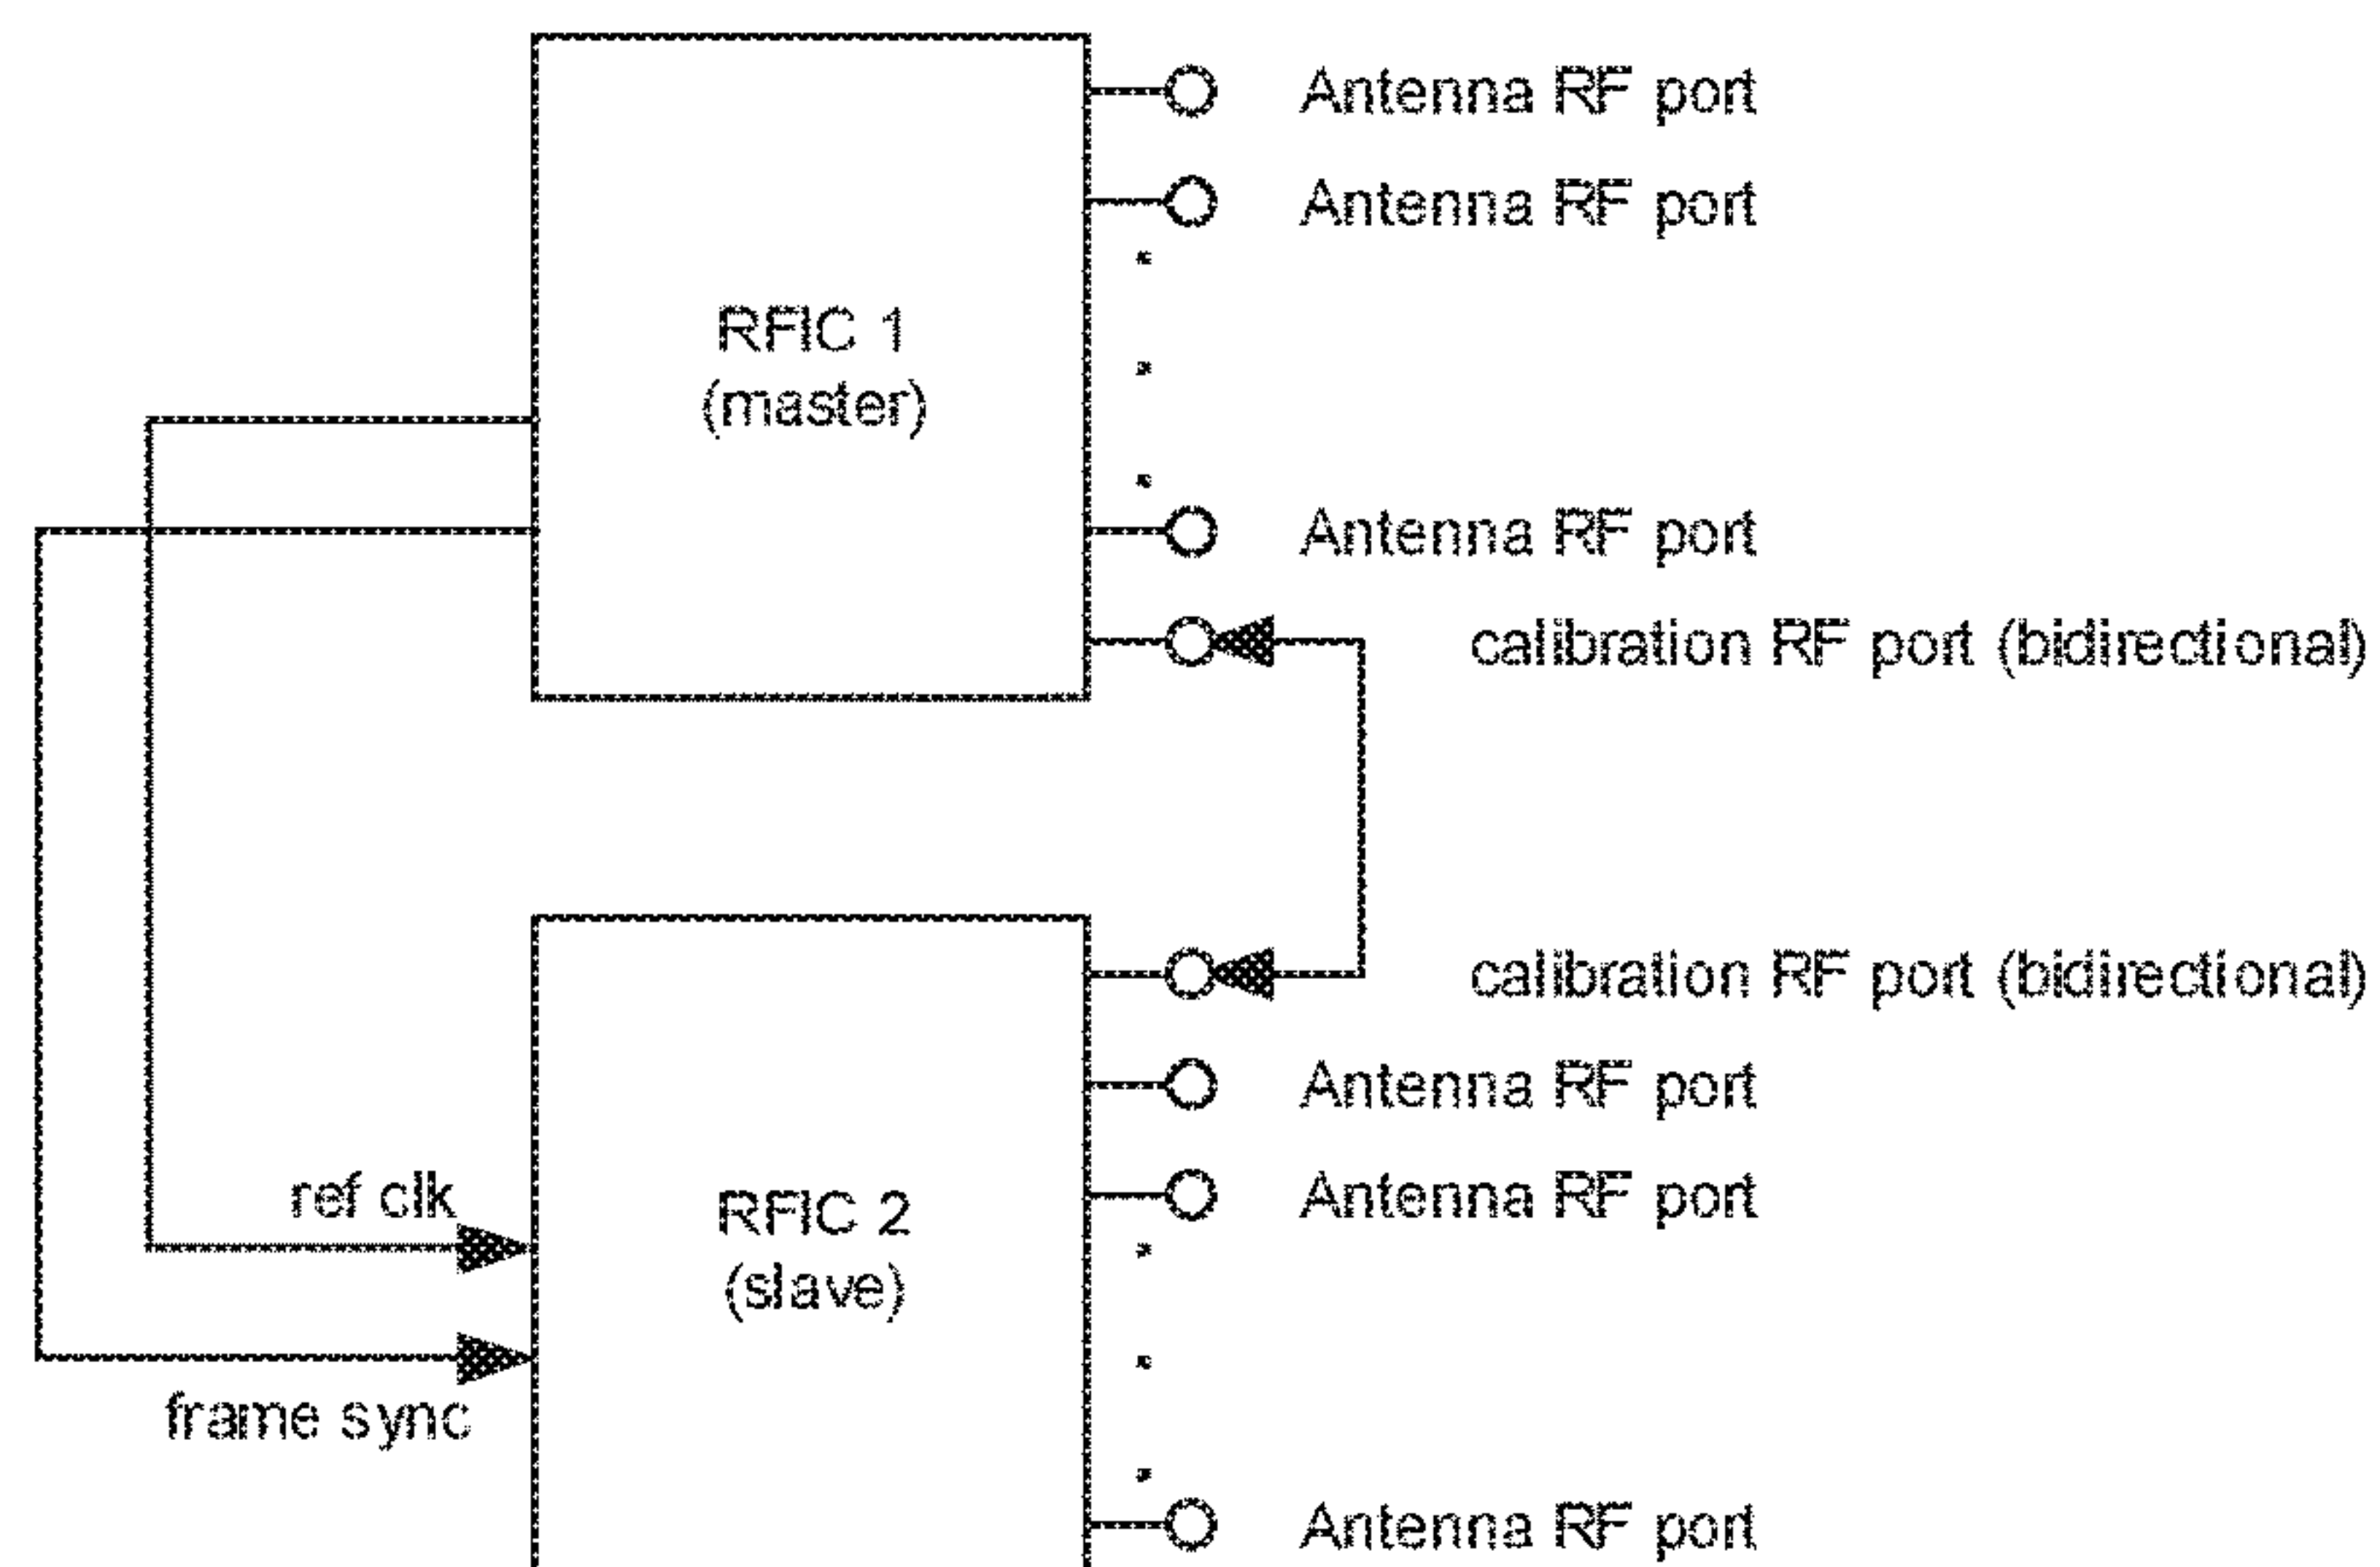 Antenna RF port
Antenna RF port
RFIC 1
(master)
Antenna RF port
calibration RF port (bidirectional)
calibration RF port (bidirectional)
Antenna RF port
ref clk
RFIC 2
(slave)
Antenna RF port
frame sync
Antenna RF port